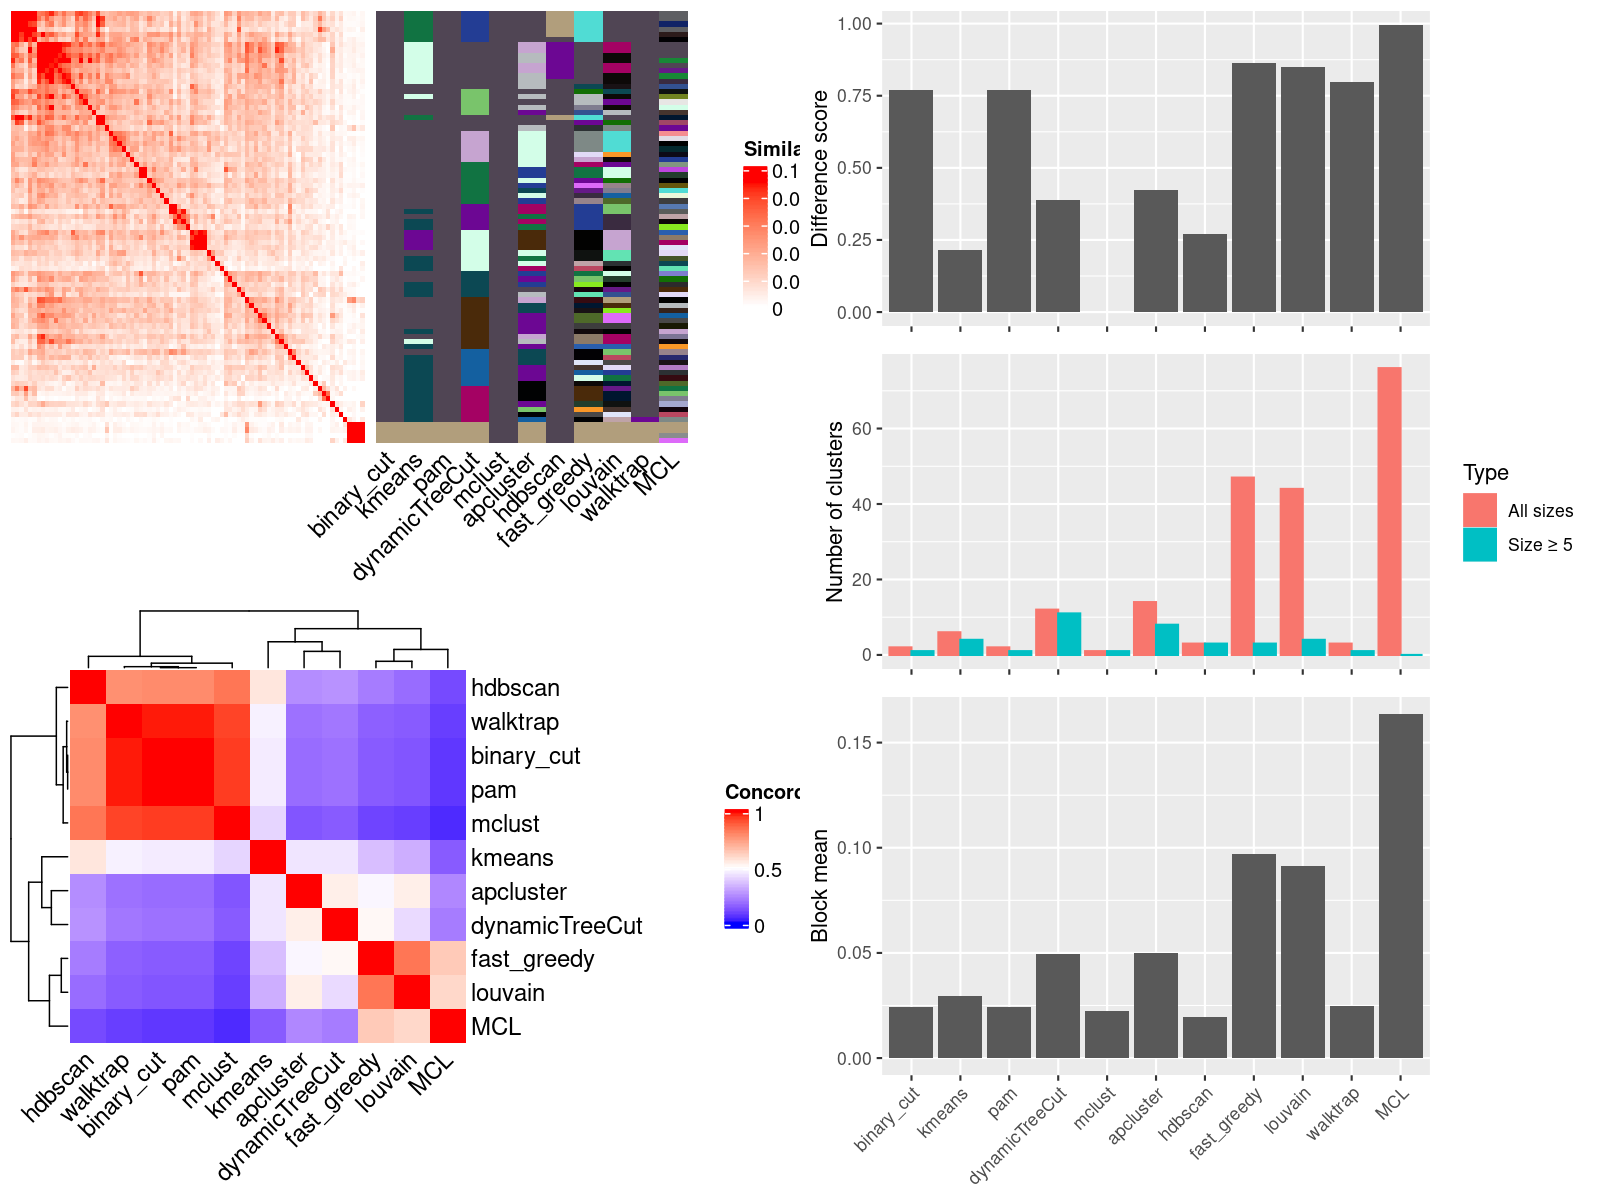 Simila
0.1
0.0
0.0
0.0
0.0
0
binary_cut
kmeans
pam
dynamicTreeCut
mclust
apcluster
hdbscan
fast_greedy
louvain
walktrap
MCL
hdbscan
walktrap
binary_cut
pam
mclust
kmeans
apcluster
dynamicTreeCut
fast_greedy
louvain
MCL
hdbscan
walktrap
binary_cut
pam
mclust
kmeans
apcluster
dynamicTreeCut
fast_greedy
louvain
MCL
Concord
1
0.5
0
Difference score
1.00
0.75
0.50
0.25
0.00
Number of clusters
60
40
20
0
Type
All sizes
Size ≥ 5
Block mean
0.15
0.10
0.05
0.00
binary_cut
kmeans
pam
dynamicTreeCut
mclust
apcluster
hdbscan
fast_greedy
louvain
walktrap
MCL